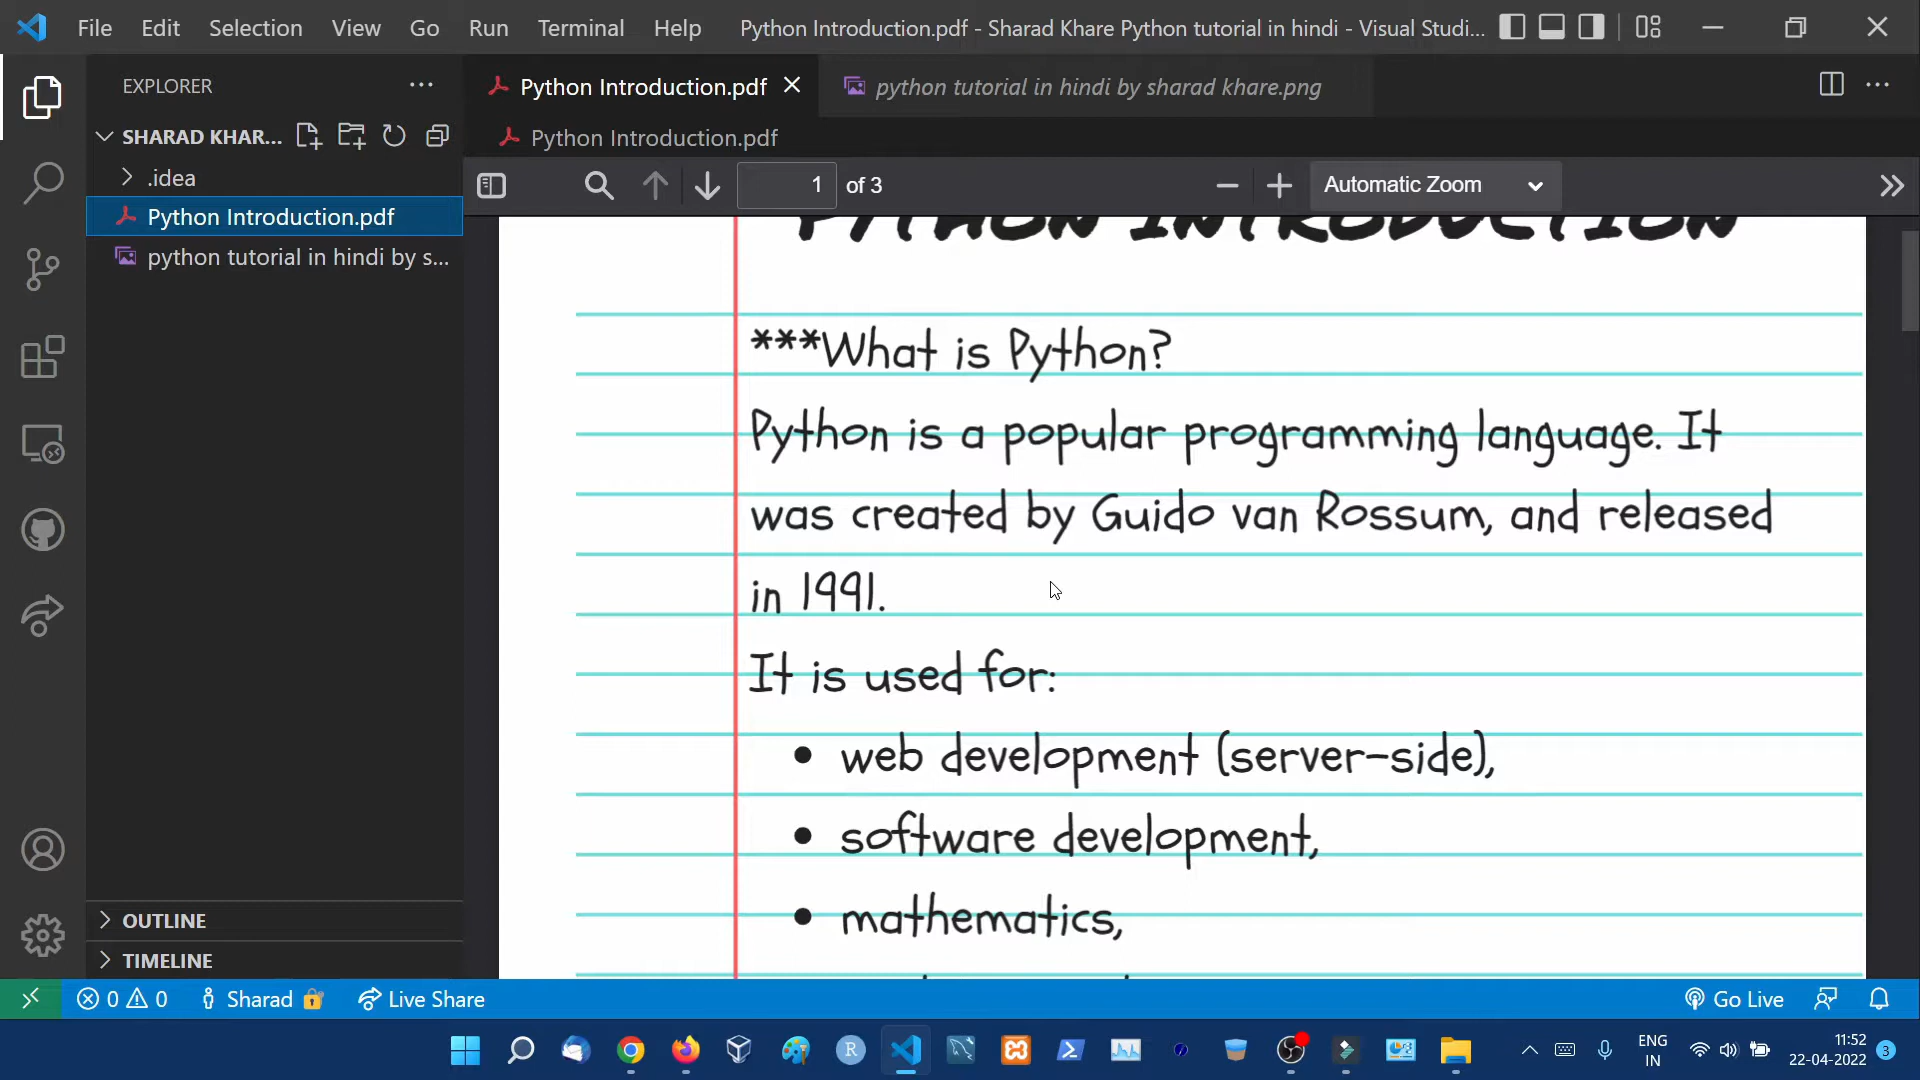 File Edit Selection View Go Run Terminal Help Python Introduction.pdf - Sharad Khare Python tutorial in hindi - Visual Studi...
EXPLORER
Python Introduction.pdf python tutorial in hindi by sharad khare.png
SHARAD KHAR...
Python Introduction.pdf
.idea
1 of 3 Automatic Zoom
Python Introduction.pdf
python tutorial in hindi by s...
PYTHON INTRODUCTION
***What is Python?
Python is a popular programming language. It
was created by Guido van Rossum, and released
in 1991.
It is used for:
• web development (server-side),
• software development,
• mathematics,
OUTLINE
TIMELINE
0 0 Sharad Live Share Go Live
R
ENG
IN
11:52
22-04-2022
3